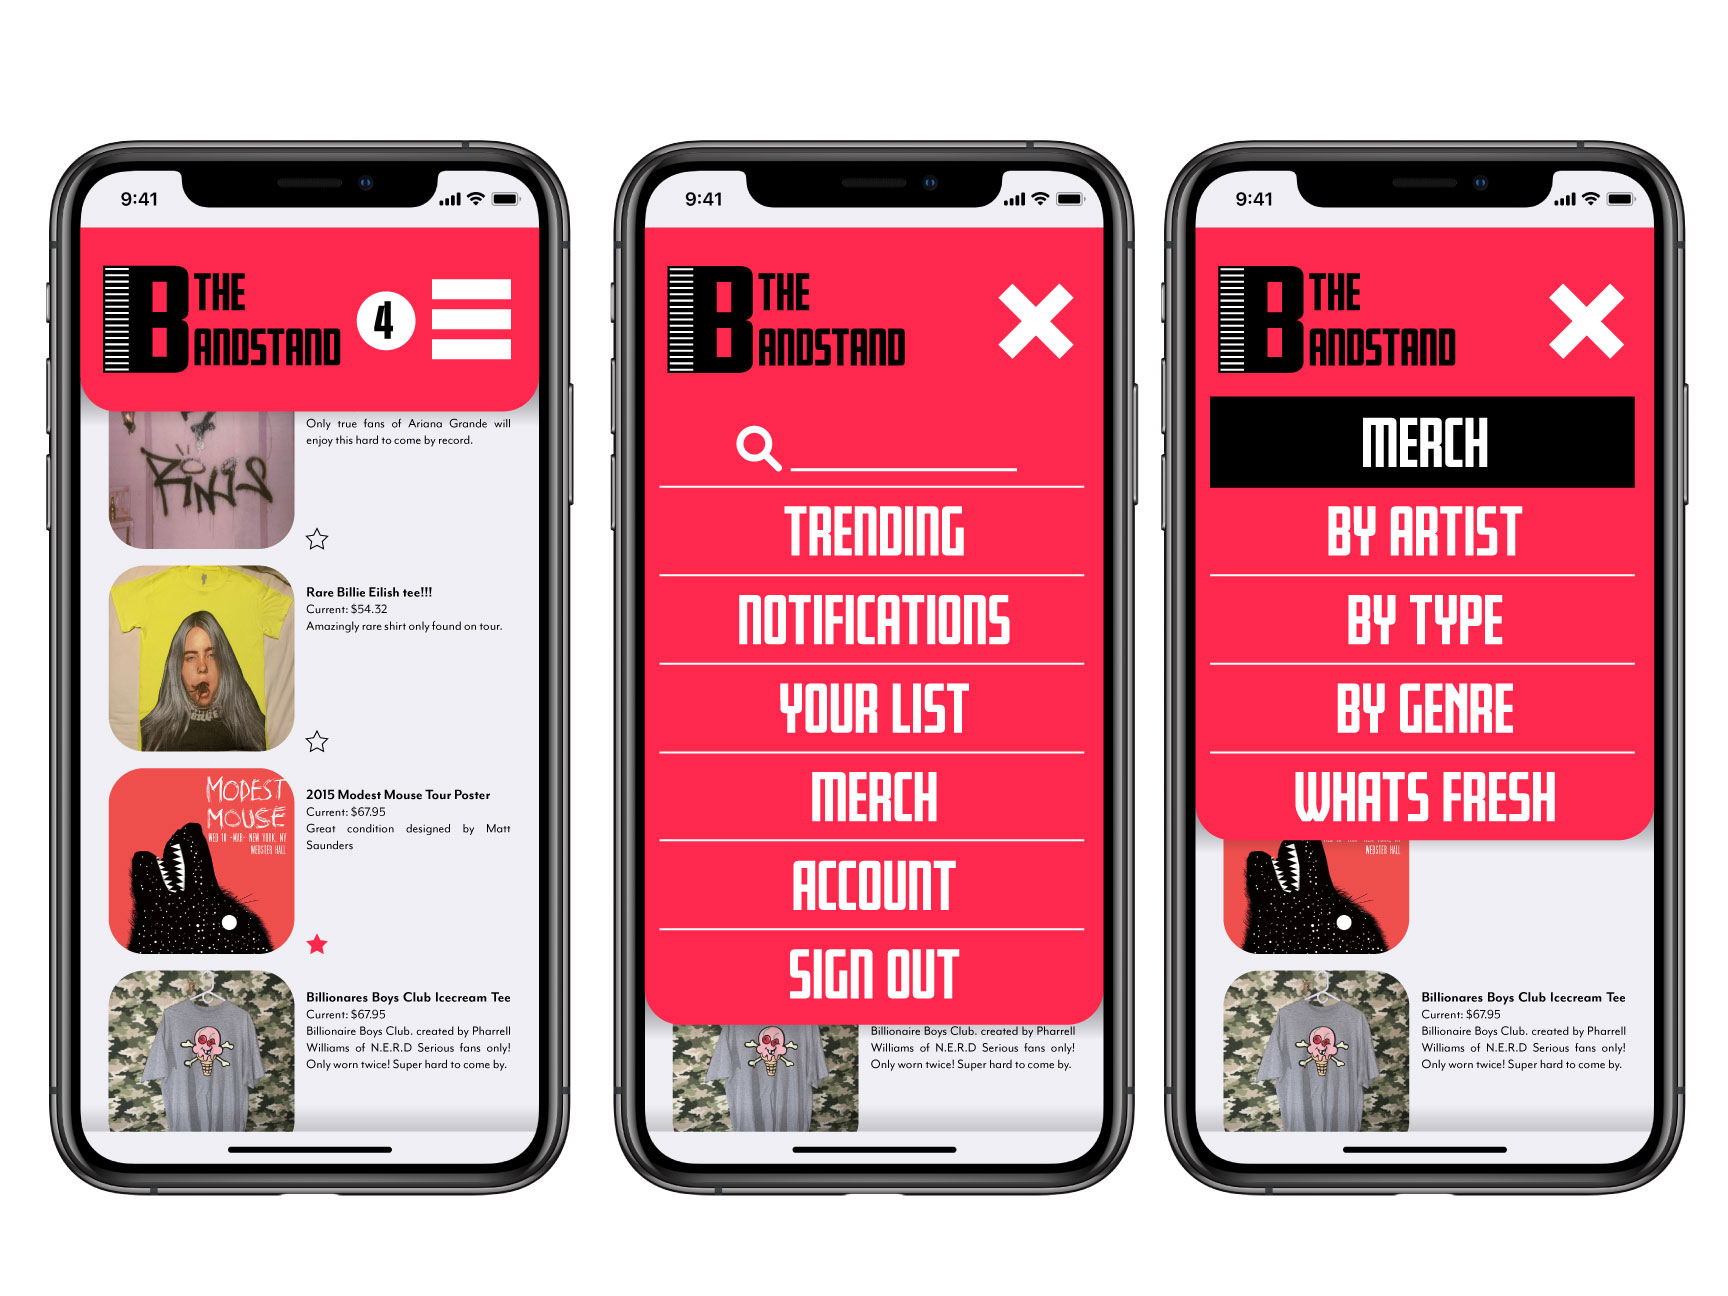 9:41
THE
BANDSTAND
4
Only true fans of Ariana Grande will
enjoy this hard to come by record.
Rare Billie Eilish tee!!!
Current: $54.32
Amazingly rare shirt only found on tour.
BILLIE
MODEST
MOUSE
WED 18 -MAR- NEW YORK, NY
WEBSTER HALL
2015 Modest Mouse Tour Poster
Current: $67.95
Great condition designed by Matt
Saunders
Billionares Boys Club Icecream Tee
Current: $67.95
Billionaire Boys Club. created by Pharrell
Williams of N.E.R.D Serious fans only!
Only worn twice! Super hard to come by.
9:41
THE
BANDSTAND
TRENDING
NOTIFICATIONS
YOUR LIST
MERCH
ACCOUNT
SIGN OUT
Billionaire Boys Club. created by Pharrell
Williams of N.E.R.D Serious fans only!
Only worn twice! Super hard to come by.
9:41
THE
BANDSTAND
MERCH
BY ARTIST
BY TYPE
BY GENRE
WHATS FRESH
WEBSTER HALL
Billionares Boys Club Icecream Tee
Current: $67.95
Billionaire Boys Club. created by Pharrell
Williams of N.E.R.D Serious fans only!
Only worn twice! Super hard to come by.